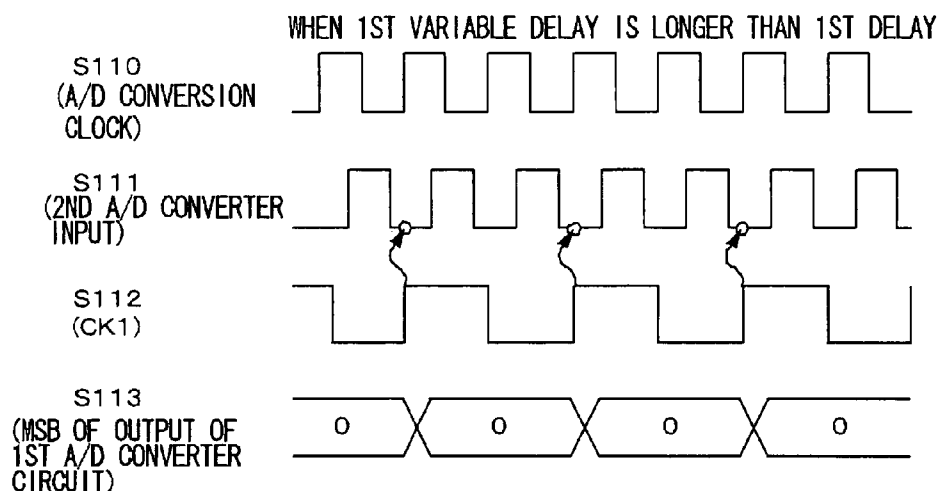 WHEN 1ST VARIABLE DELAY IS LONGER THAN 1ST DELAY
S110
(A/D CONVERSION
CLOCK)
S111
(2ND A/D CONVERTER
INPUT)
S112
(CK1)
S113
(MSB OF OUTPUT OF
1ST A/D CONVERTER
CIRCUIT)
0 0 0 0